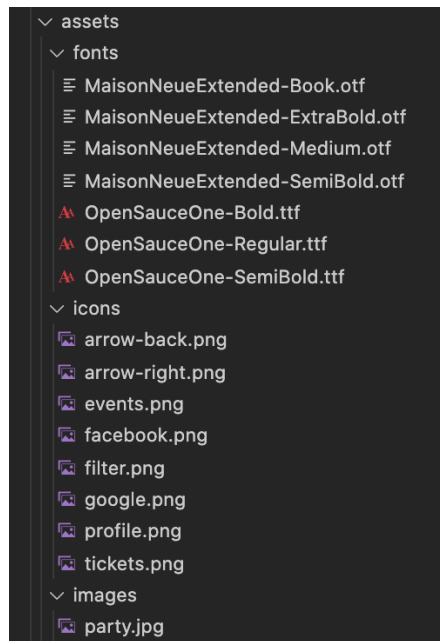 assets
fonts
MaisonNeueExtended-Book.otf
MaisonNeueExtended-ExtraBold.otf
MaisonNeueExtended-Medium.otf
MaisonNeueExtended-SemiBold.otf
OpenSauceOne-Bold.ttf
OpenSauceOne-Regular.ttf
OpenSauceOne-SemiBold.ttf
icons
arrow-back.png
arrow-right.png
events.png
facebook.png
filter.png
google.png
profile.png
tickets.png
images
party.jpg